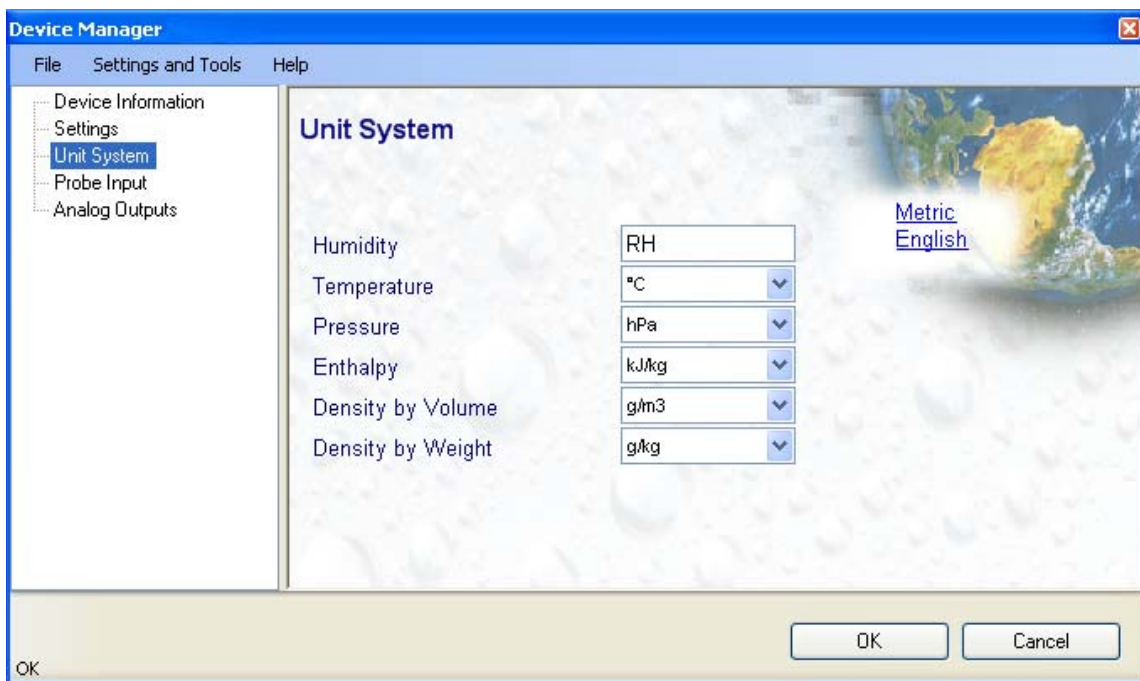 Device Manager
File Settings and Tools Help
Device Information
Settings
Unit System
Probe Input
Analog Outputs
Unit System
Metric
English
Humidity RH
Temperature °C
Pressure hPa
Enthalpy kJ/kg
Density by Volume g/m3
Density by Weight g/kg
OK Cancel
OK